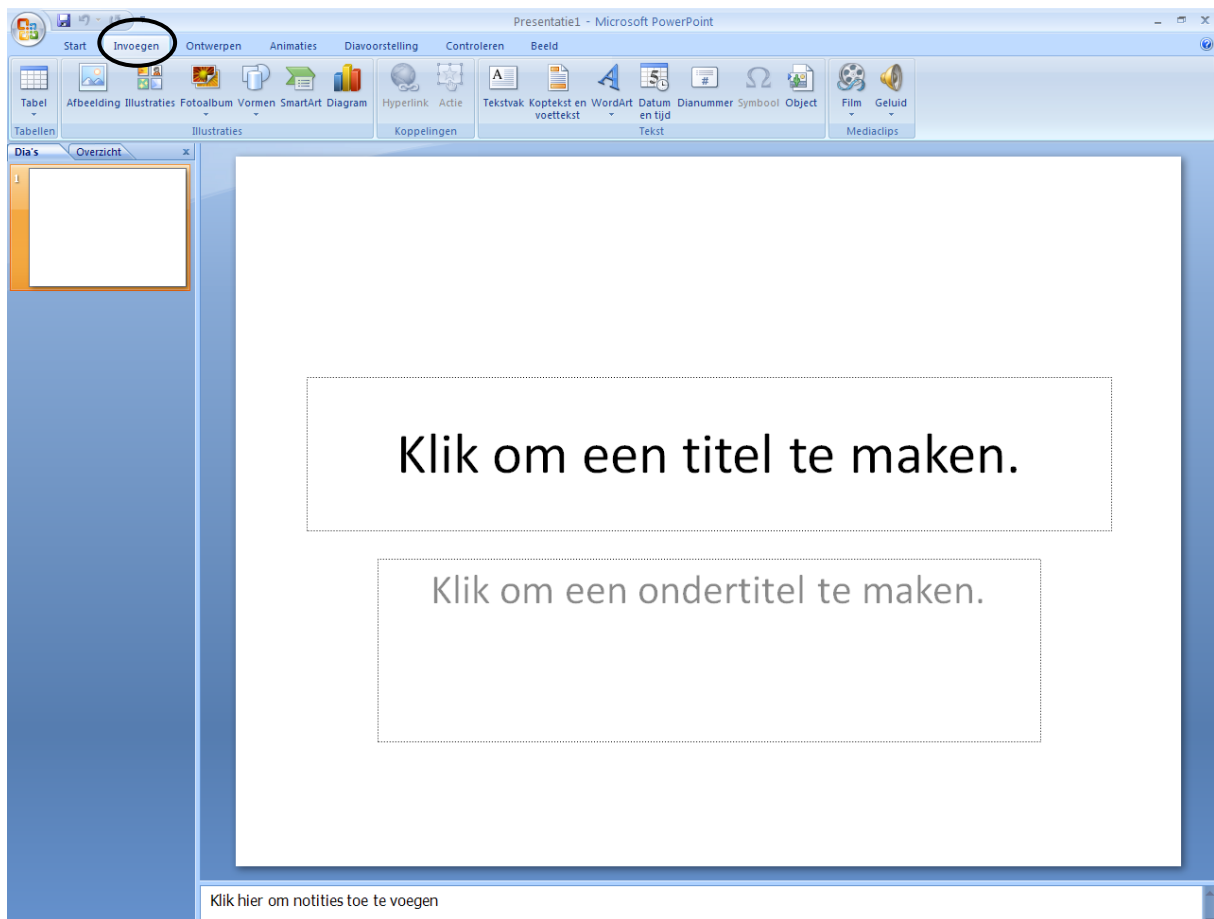 Presentatie1 - Microsoft PowerPoint
Start Invoegen Ontwerpen Animaties Diavoorstelling Controleren Beeld
Tabel Afbeelding Illustraties Fotoalbum Vormen SmartArt Diagram Hyperlink Actie Tekstvak Koptekst en voettekst WordArt Datum en tijd Dianummer Symbool Object Film Geluid
Tabellen Illustraties Koppelingen Tekst Mediaclips
Dia's Overzicht x
1
Klik om een titel te maken.
Klik om een ondertitel te maken.
Klik hier om notities toe te voegen